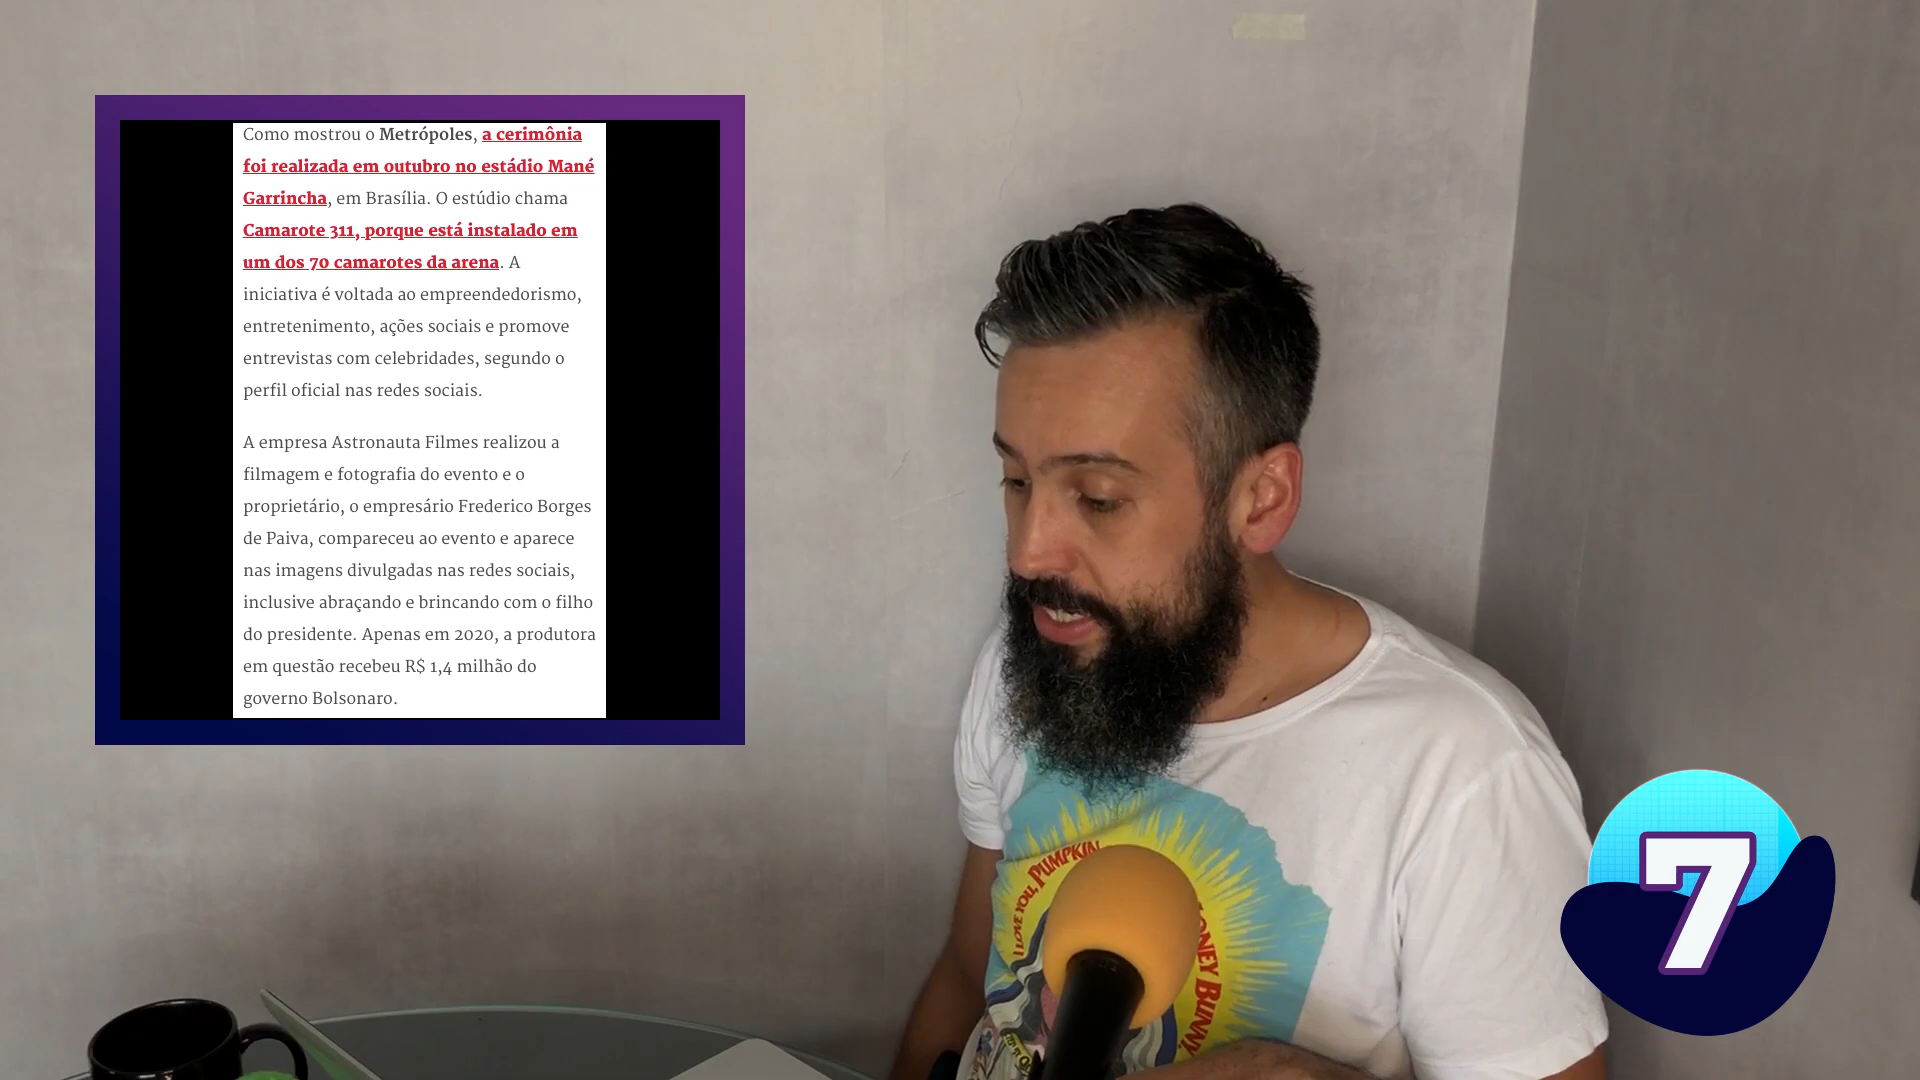 Como mostrou o Metrópoles, a cerimônia
foi realizada em outubro no estádio Mané
Garrincha, em Brasília. O estúdio chama
Camarote 311, porque está instalado em
um dos 70 camarotes da arena. A
iniciativa é voltada ao empreendedorismo,
entretenimento, ações sociais e promove
entrevistas com celebridades, segundo o
perfil oficial nas redes sociais.
A empresa Astronauta Filmes realizou a
filmagem e fotografia do evento e o
proprietário, o empresário Frederico Borges
de Paiva, compareceu ao evento e aparece
nas imagens divulgadas nas redes sociais,
inclusive abraçando e brincando com o filho
do presidente. Apenas em 2020, a produtora
em questão recebeu R$ 1,4 milhão do
governo Bolsonaro.
I LOVE YOU, PUMPKIN
HONEY BUNNY
7